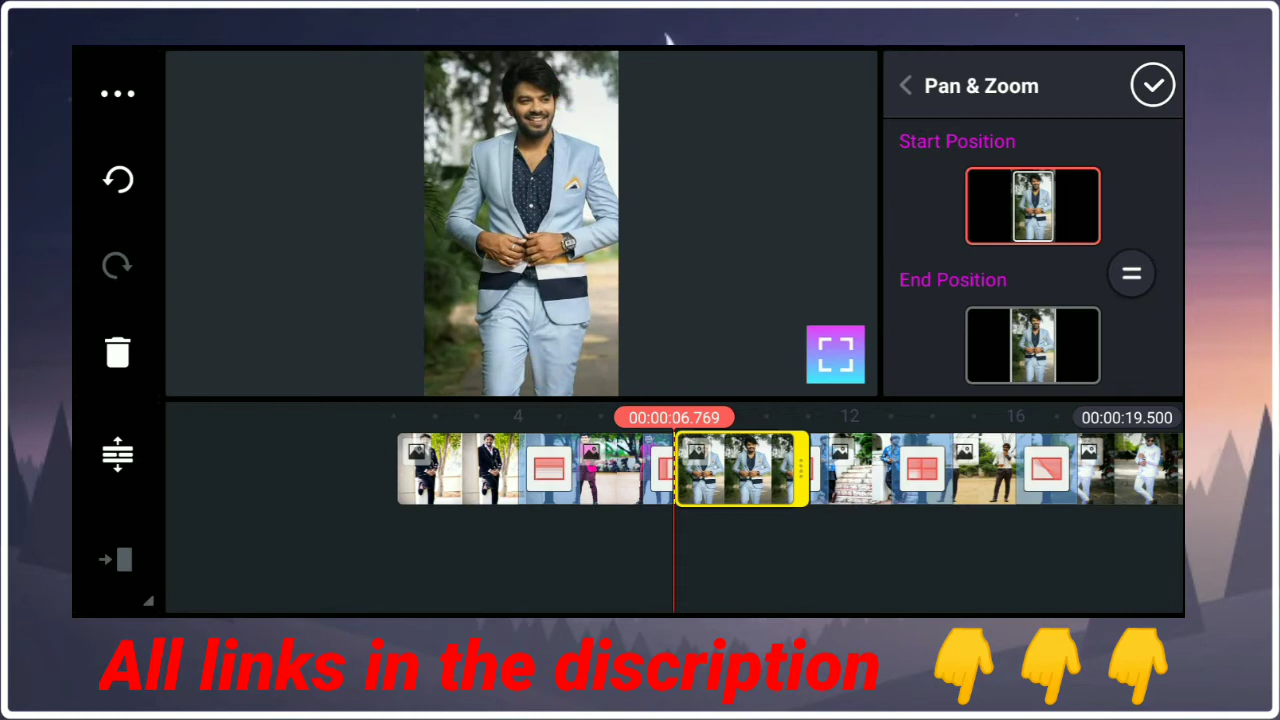 Pan & Zoom
Start Position
End Position
4
00:00:06.769
12
16
00:00:19.500
All links in the discription 👇👇👇